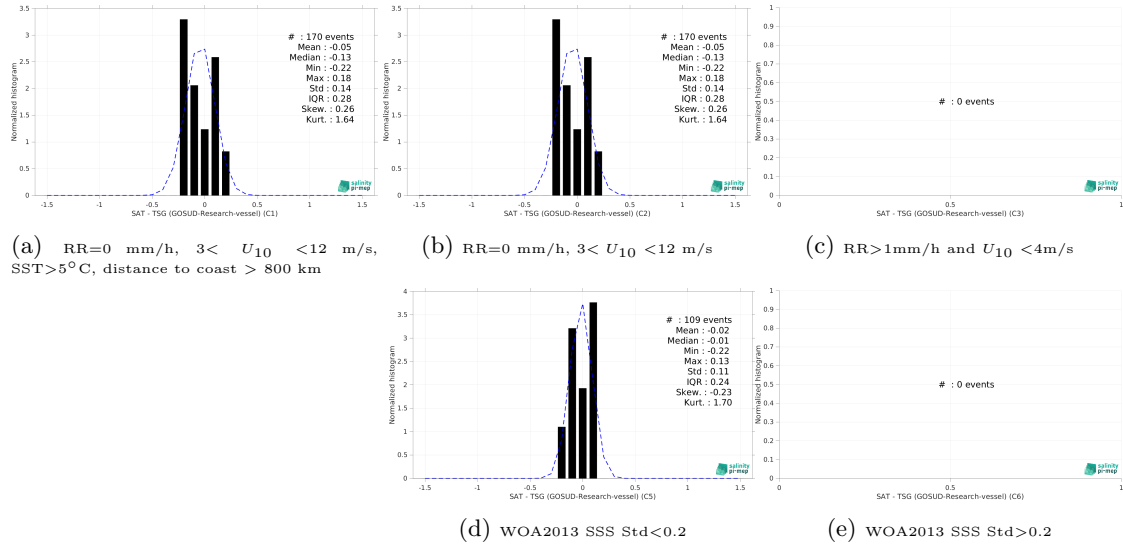 3.5
3
2.5
2
1.5
1
0.5
0
Normalized histogram
# : 170 events
Mean : -0.05
Median : -0.13
Min : -0.22
Max : 0.18
Std : 0.14
IQR : 0.28
Skew. : 0.26
Kurt. : 1.64
salinity
pi-mep
-1.5 -1 -0.5 0 0.5 1 1.5
SAT - TSG (GOSUD-Research-vessel) (C1)
(a) RR=0 mm/h, 3< U10 <12 m/s,
SST>5°C, distance to coast > 800 km
3.5
3
2.5
2
1.5
1
0.5
0
Normalized histogram
# : 170 events
Mean : -0.05
Median : -0.13
Min : -0.22
Max : 0.18
Std : 0.14
IQR : 0.28
Skew. : 0.26
Kurt. : 1.64
salinity
pi-mep
-1.5 -1 -0.5 0 0.5 1 1.5
SAT - TSG (GOSUD-Research-vessel) (C2)
(b) RR=0 mm/h, 3< U10 <12 m/s
1
0.9
0.8
0.7
0.6
0.5
0.4
0.3
0.2
0.1
0
Normalized histogram
# : 0 events
salinity
pi-mep
0.5 1
SAT - TSG (GOSUD-Research-vessel) (C3)
(c) RR>1mm/h and U10 <4m/s
4
3.5
3
2.5
2
1.5
1
0.5
0
Normalized histogram
# : 109 events
Mean : -0.02
Median : -0.01
Min : -0.22
Max : 0.13
Std : 0.11
IQR : 0.24
Skew. : -0.23
Kurt. : 1.70
salinity
pi-mep
-1.5 -1 -0.5 0 0.5 1 1.5
SAT - TSG (GOSUD-Research-vessel) (C5)
(d) WOA2013 SSS Std<0.2
1
0.9
0.8
0.7
0.6
0.5
0.4
0.3
0.2
0.1
0
Normalized histogram
# : 0 events
salinity
pi-mep
0.5 1
SAT - TSG (GOSUD-Research-vessel) (C6)
(e) WOA2013 SSS Std>0.2